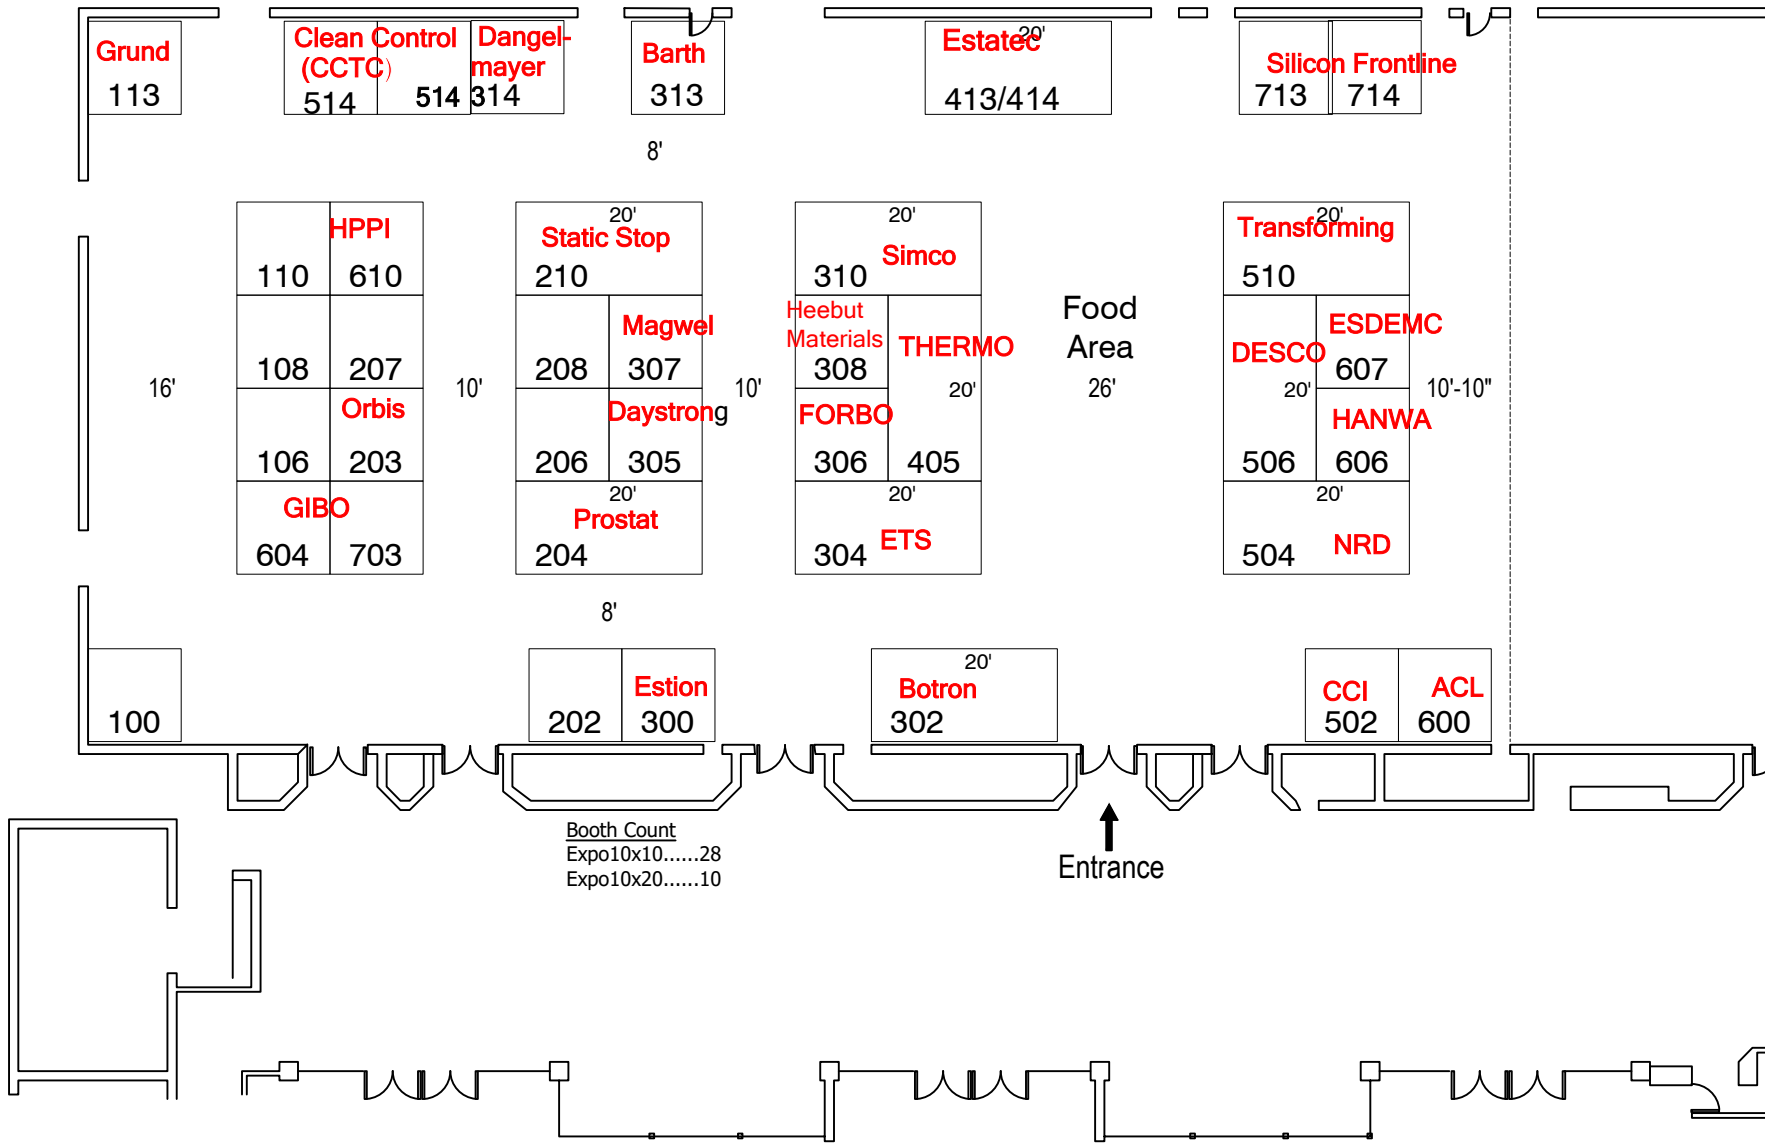 Grund
113
Clean Control
(CCTC)
514
514
Dangel-
mayer
314
Barth
313
20'
Estatec
413/414
Silicon Frontline
713
714
8'
HPPI
110
610
20'
Static Stop
210
20'
Simco
310
20'
Transforming
510
Food
Area
26'
108
207
208
Magwel
307
Heebut
Materials
308
THERMO
20'
405
DESCO
20'
506
ESDEMC
607
16'
10'
10'
10'-10"
Orbis
106
203
206
Daystrong
305
FORBO
306
HANWA
606
GIBO
604
703
20'
Prostat
204
20'
ETS
304
20'
NRD
504
8'
100
202
Estion
300
20'
Botron
302
CCI
502
ACL
600
Booth Count
Expo10x10......28
Expo10x20......10
Entrance